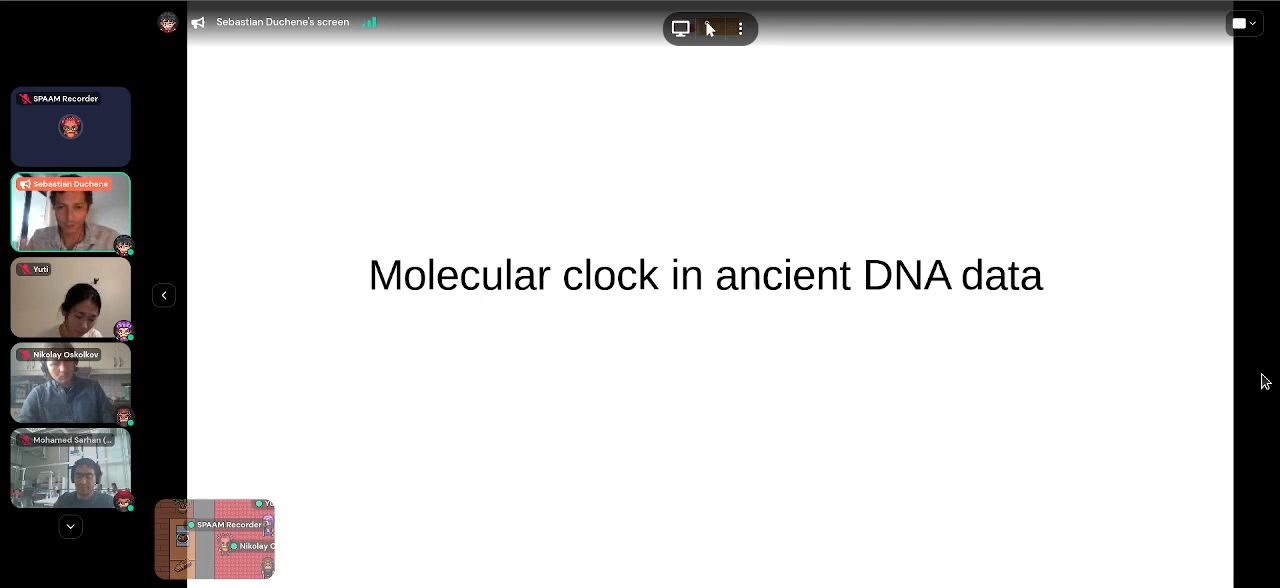 Sebastian Duchene's screen
SPAAM Recorder
Sebastian Duchene
Yuti
Nikolay Oskolkov
Mohamed Sarhan (...
Molecular clock in ancient DNA data
SPAAM Recorder
Nikolay O